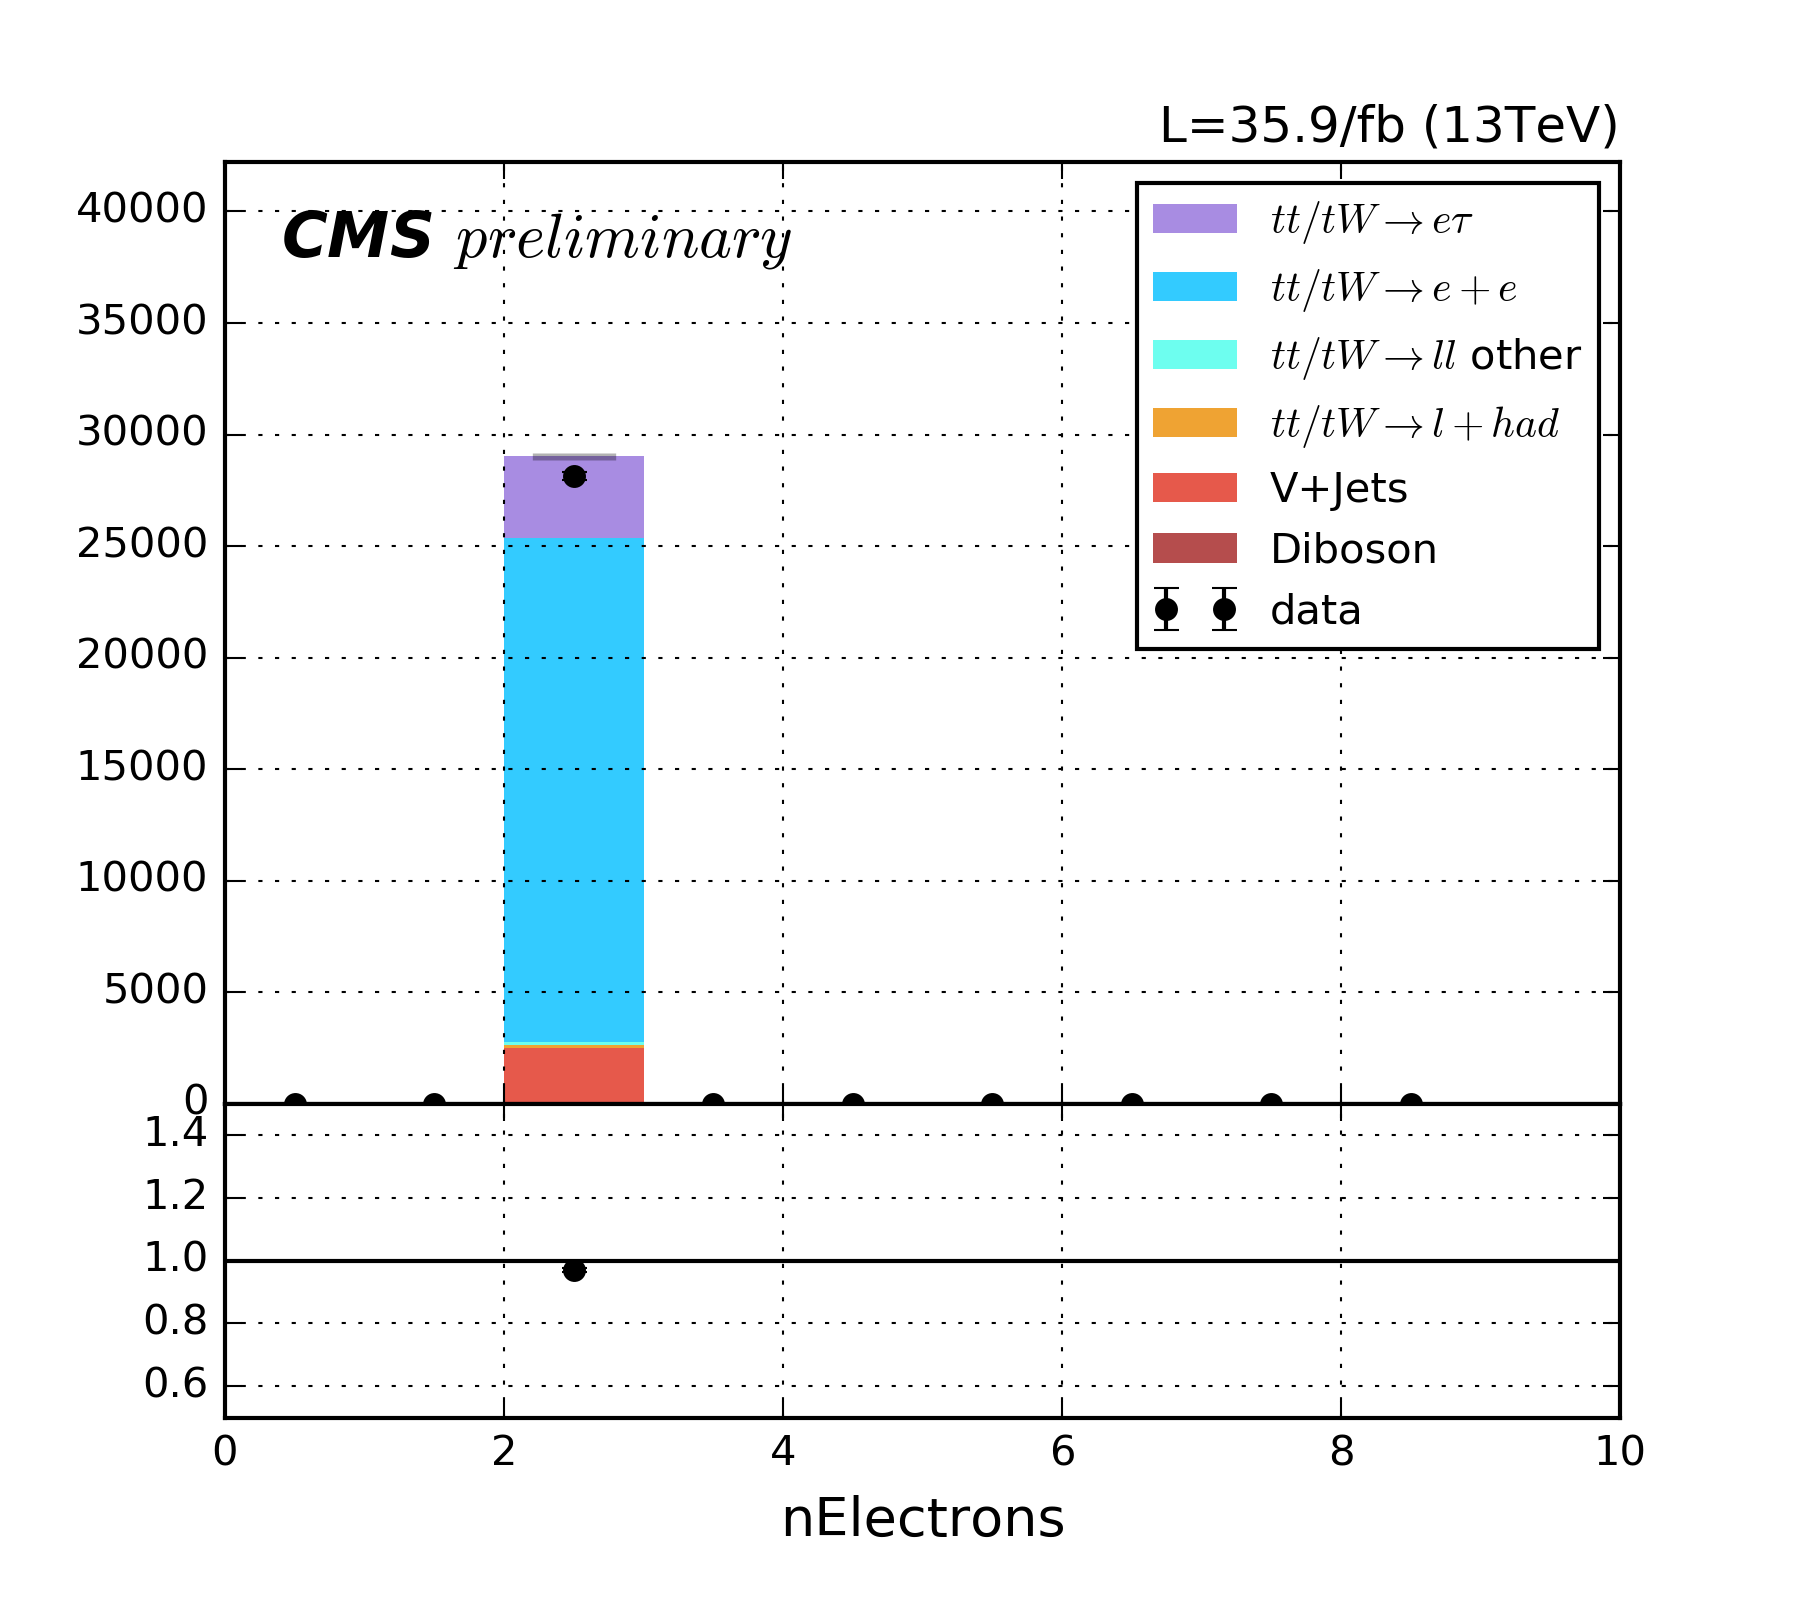 L=35.9/fb (13TeV)
CMS preliminary
tt/tW → eτ
tt/tW → e + e
tt/tW → ll other
tt/tW → l + had
V+Jets
Diboson
data
40000
35000
30000
25000
20000
15000
10000
5000
0
1.4
1.2
1.0
0.8
0.6
0 2 4 6 8 10
nElectrons